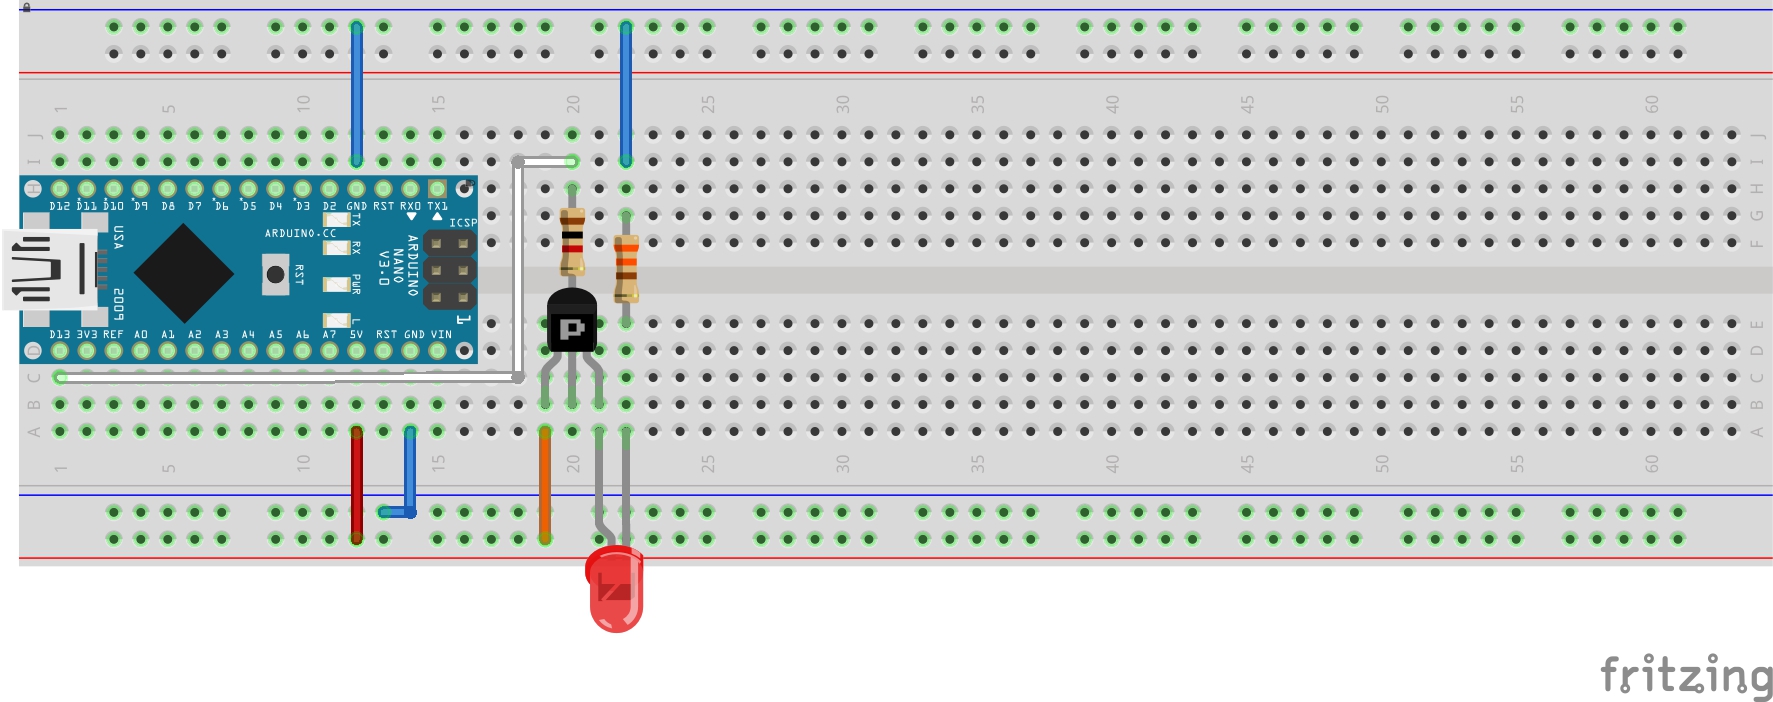 1 5 10 15 20 25 30 35 40 45 50 55 60
J J
I I
H H
G G
F F
D12 D11 D10 D9 D8 D7 D6 D5 D4 D3 D2 GND RST RX0 TX1
TX
RX
PWR
L
ARDUINO.CC
RST
ICSP
ARDUINO
NANO
V3.0
USA
2009
1
D13 3V3 REF A0 A1 A2 A3 A4 A5 A6 A7 5V RST GND VIN
P
E
D D
C C
B B
A A
1 5 10 15 20 25 30 35 40 45 50 55 60
fritzing